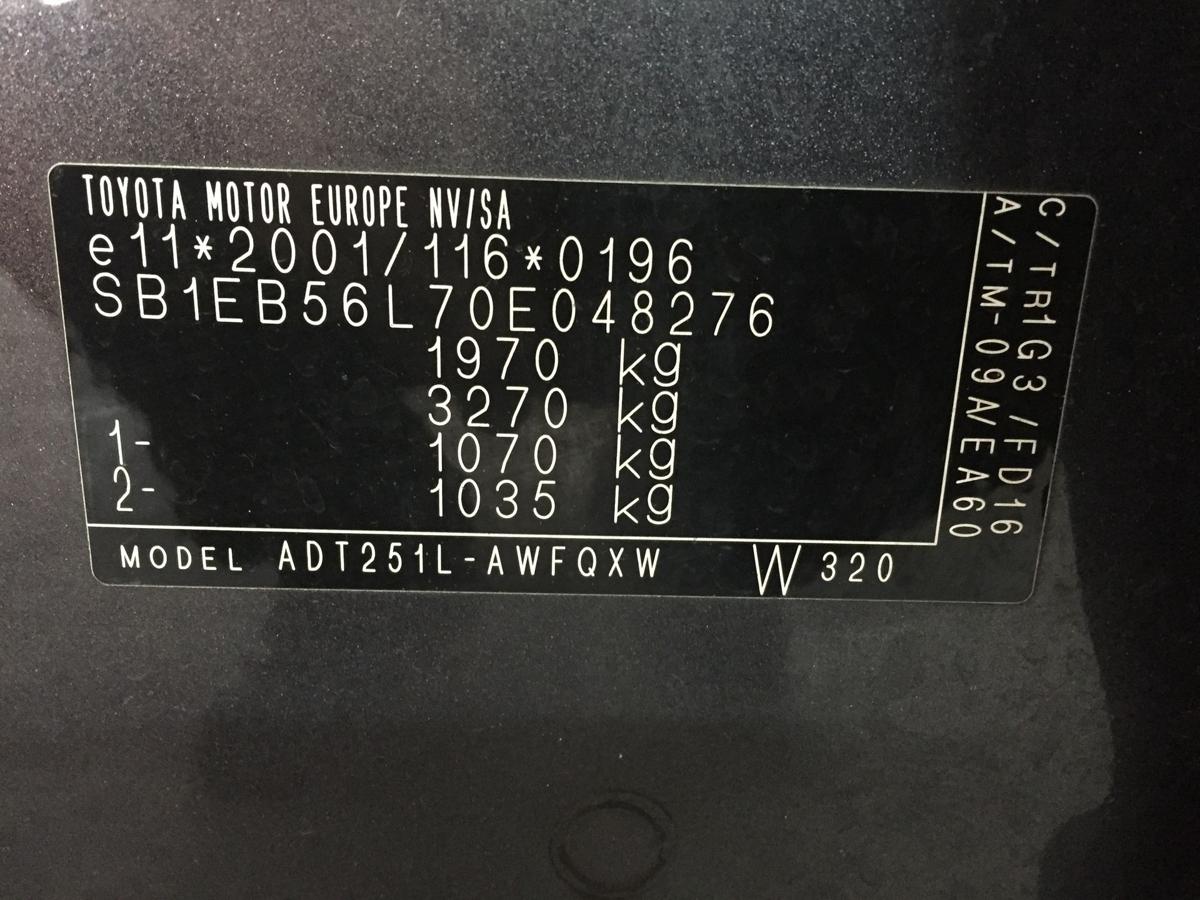 TOYOTA MOTOR EUROPE NV/SA
e11*2001/116*0196
SB1EB56L70E048276
1970 kg
3270 kg
1- 1070 kg
2- 1035 kg
MODEL ADT251L-AWFQXW W320
C/TR1G3/FD16
A/TM-09A/EA60